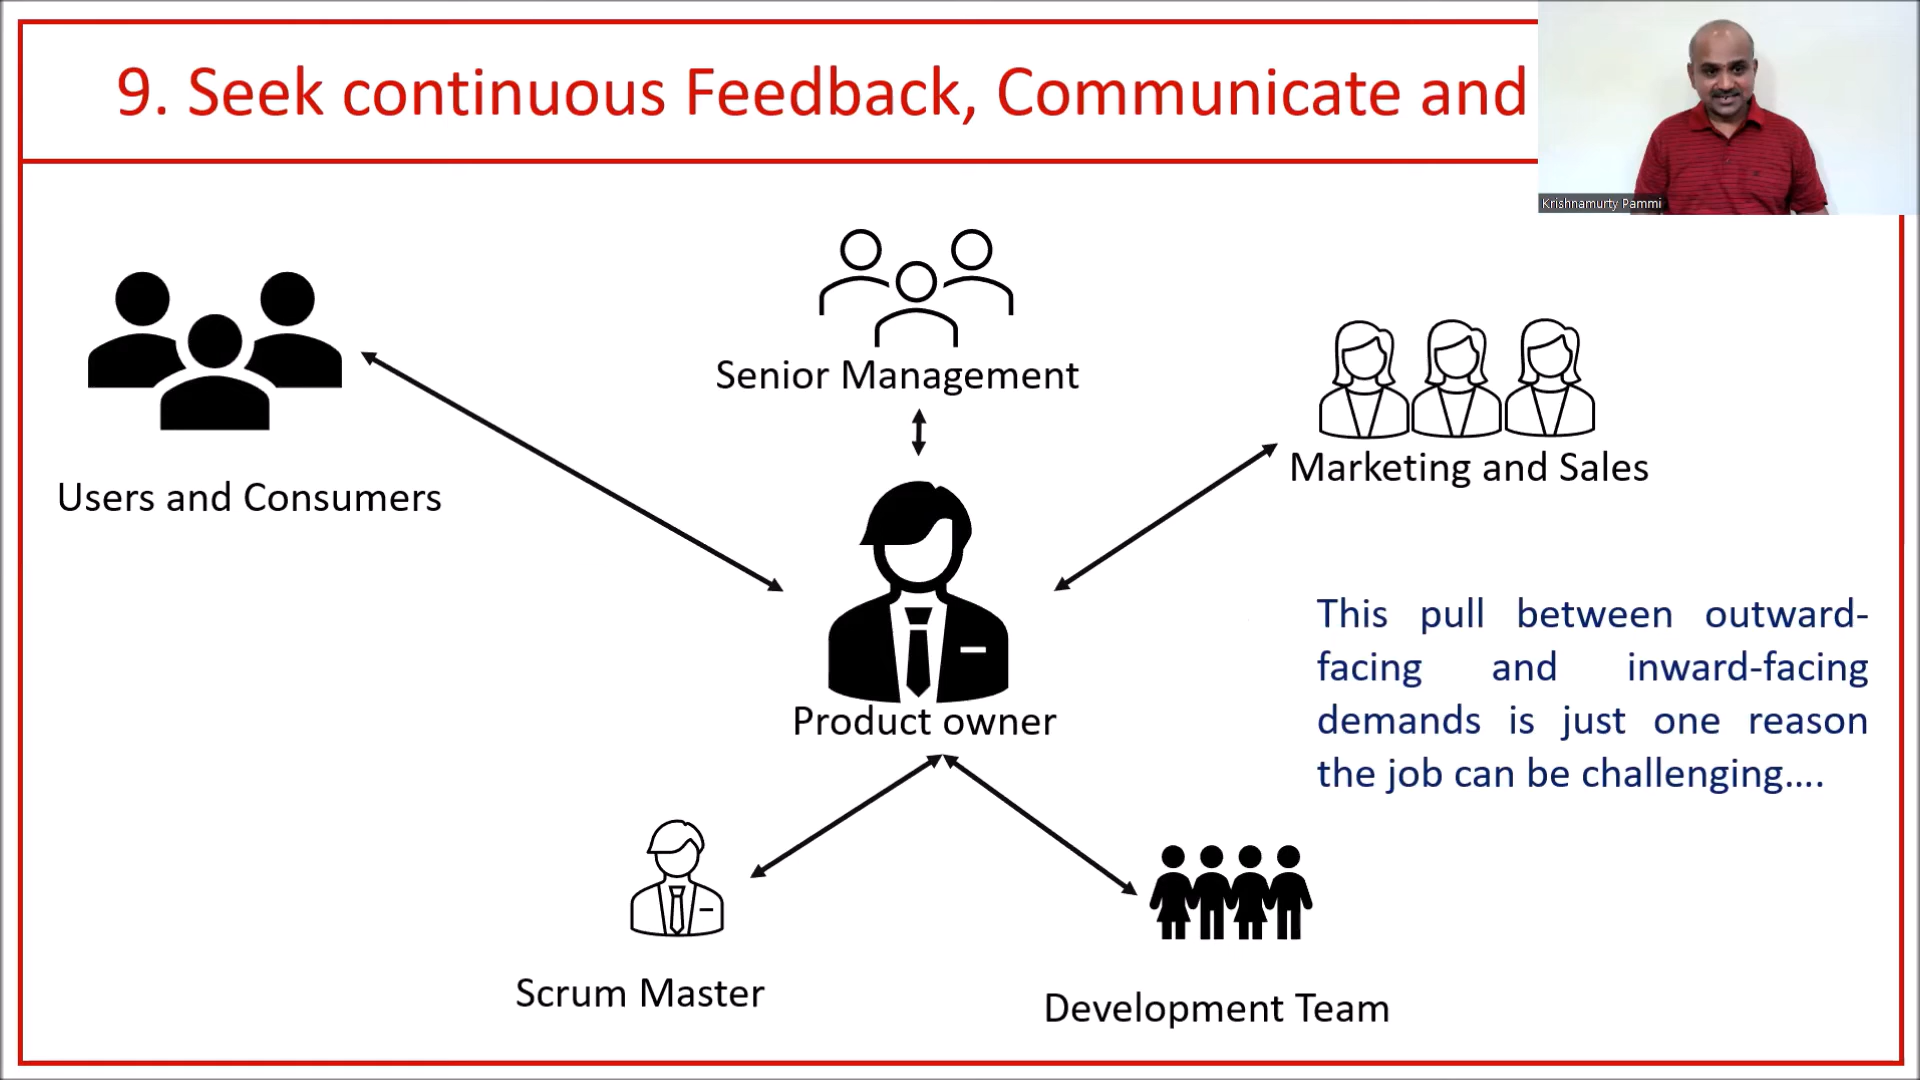 9. Seek continuous Feedback, Communicate and
Krishnamurty Pammi
Senior Management
Users and Consumers
Marketing and Sales
This pull between outward-
facing and inward-facing
demands is just one reason
the job can be challenging....
Product owner
Scrum Master
Development Team